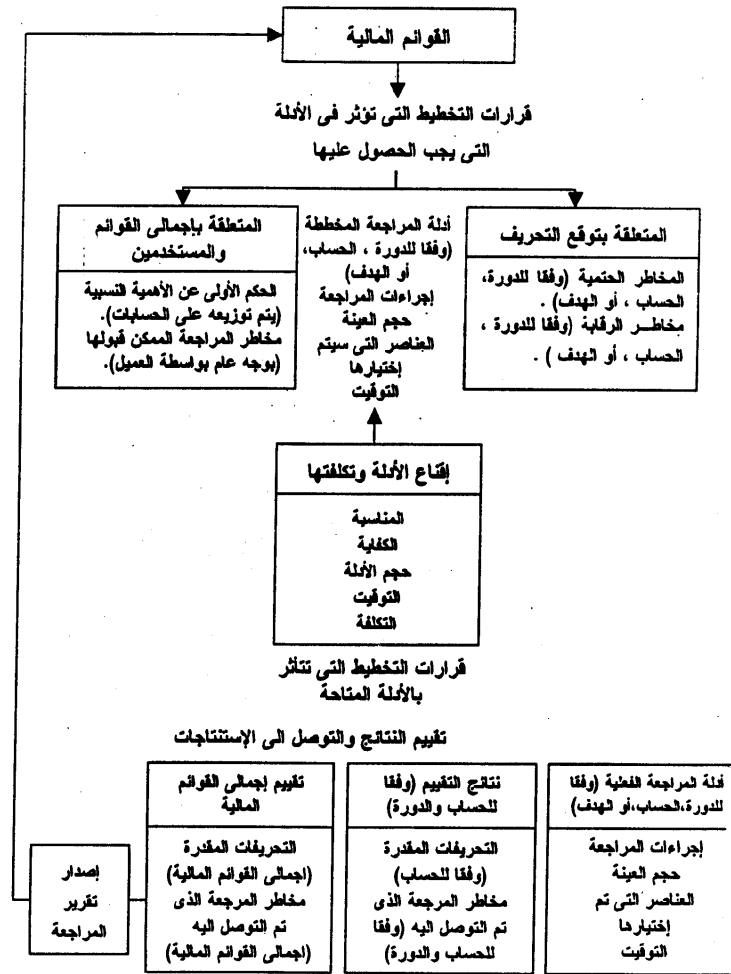 القوائم المالية
قرارات التخطيط التى تؤثر فى الأدلة
التى يجب الحصول عليها
المتعلقة بتوقع التحريف
المخاطر الحتمية (وفقا للدورة،
الحساب ، أو الهدف) .
مخاطر الرقابة (وفقا للدورة ،
الحساب ، أو الهدف ) .
أدلة المراجعة المخططة
(وفقا للدورة ، الحساب،
أو الهدف)
إجراءات المراجعة
حجم العينة
العناصر التى سيتم
إختيارها
التوقيت
المتعلقة بإجمالى القوائم
والمستخدمين
الحكم الأولى عن الأهمية النسبية
(يتم توزيعه على الحسابات).
مخاطر المراجعة الممكن قبولها
(بوجه عام بواسطة العميل).
إقناع الأدلة وتكلفتها
المناسبة
الكفاية
حجم الأدلة
التوقيت
التكلفة
قرارات التخطيط التى تتأثر
بالأدلة المتاحة
تقييم النتائج والتوصل الى الإستنتاجات
أدلة المراجعة الفعلية (وفقا
للدورة،الحساب،أو الهدف)
إجراءات المراجعة
حجم العينة
العناصر التى تم
إختيارها
التوقيت
نتائج التقييم (وفقا
للحساب والدورة)
التحريفات المقدرة
(وفقا للحساب)
مخاطر المرجعة الذى
تم التوصل اليه (وفقا
للحساب والدورة)
تقييم إجمالى القوائم
المالية
التحريفات المقدرة
(اجمالى القوائم المالية)
مخاطر المرجعة الذى
تم التوصل اليه
(اجمالى القوائم المالية)
إصدار
تقرير
المراجعة